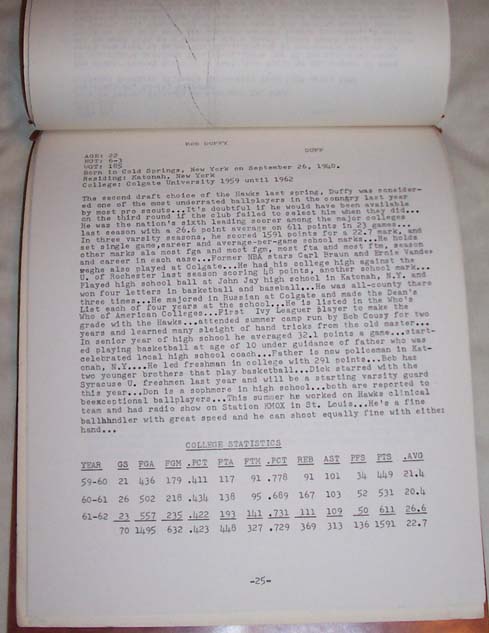 BOB DUFFY
DUFF
AGE: 22
HGT: 6-3
WGT: 185
Born in Cold Springs, New York on September 26, 1940.
Residing: Katonah, New York
College: Colgate University 1959 until 1962
The second draft choice of the Hawks last spring, Duffy was consider-
ed one of the most underrated ballplayers in the country last year
by most pro scouts...It's doubtful if he would have been available
on the third round if the club failed to select him when they did...
He was the nation's sixth leading scorer among the major colleges
last season with a 26.6 point average on 611 points in 23 games...
In three varsity seasons, he scored 1591 points for a 22.7 mark, and
set single game,career and average-per-game school marks...He holds
other marks also most fga and most fgm, most fta and most ftm, season
and career in each case...Former NBA stars Carl Braun and Ernie Vandew
weghe also played at Colgate...He had his college high against the
U. of Rochester last season scoring 48 points, another school mark...
Played high school ball at John Jay high school in Katonah, N.Y. and
won four letters in basketball and baseball...He was all-county there
three times...He majored in Russian at Colgate and made the Dean's
List each of four years at the school...He is listed in the Who's
Who of American Colleges...First Ivy Leaguer player to make the
grade with the Hawks...attended summer camp run by Bob Cousy for two
years and learned many sleight of hand tricks from the old master...
In senior year of high school he averaged 32.1 points a game...start-
ed playing basketball at age of 10 under guidance of father who was
celebrated local high school coach...Father is now policeman in Kat-
onah, N.Y....He led freshman in college with 291 points...Bob has
two younger brothers that play basketball...Dick starred with the
Syracuse U. freshmen last year and will be a starting varsity guard
this year...Don is a sophmore in high school...both are reported to
be exceptional ballplayers...This summer he worked on Hawks clinical
team and had radio show on Station KMOX in St. Louis...He's a fine
ballhandler with great speed and he can shoot equally fine with either
hand...
COLLEGE STATISTICS
YEAR GS FGA FGM .PCT FTA FTM .PCT REB AST PFS PTS .AVG
59-60 21 436 179 .411 117 91 .778 91 101 34 449 21.4
60-61 26 502 218 .434 138 95 .689 167 103 52 531 20.4
61-62 23 557 235 .422 193 141 .731 111 109 50 611 26.6
70 1495 632 .423 448 327 .729 369 313 136 1591 22.7
-25-